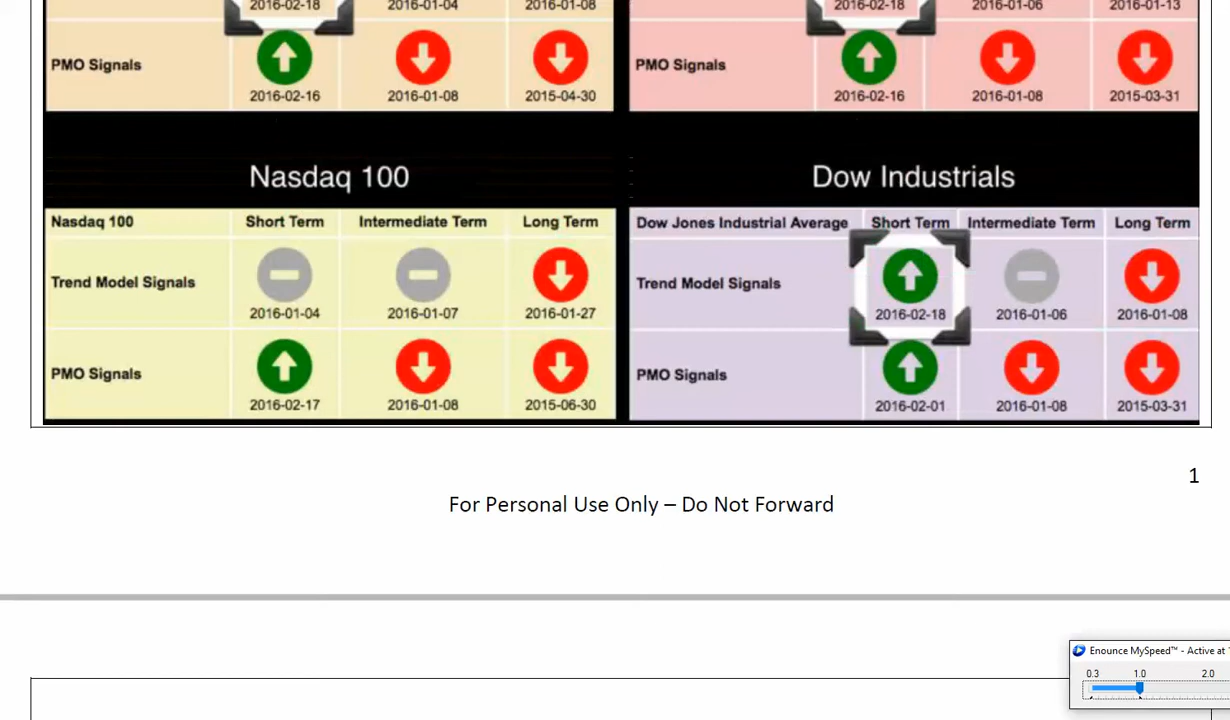 2016-02-18 2016-01-04 2016-01-08
PMO Signals
2016-02-16 2016-01-08 2015-04-30
2016-02-18 2016-01-06 2016-01-13
PMO Signals
2016-02-16 2016-01-08 2015-03-31
Nasdaq 100
Nasdaq 100 Short Term Intermediate Term Long Term
Trend Model Signals
2016-01-04 2016-01-07 2016-01-27
PMO Signals
2016-02-17 2016-01-08 2015-06-30
Dow Industrials
Dow Jones Industrial Average Short Term Intermediate Term Long Term
Trend Model Signals
2016-02-18 2016-01-06 2016-01-08
PMO Signals
2016-02-01 2016-01-08 2015-03-31
1
For Personal Use Only – Do Not Forward
Enounce MySpeed™ - Active at
0.3 1.0 2.0